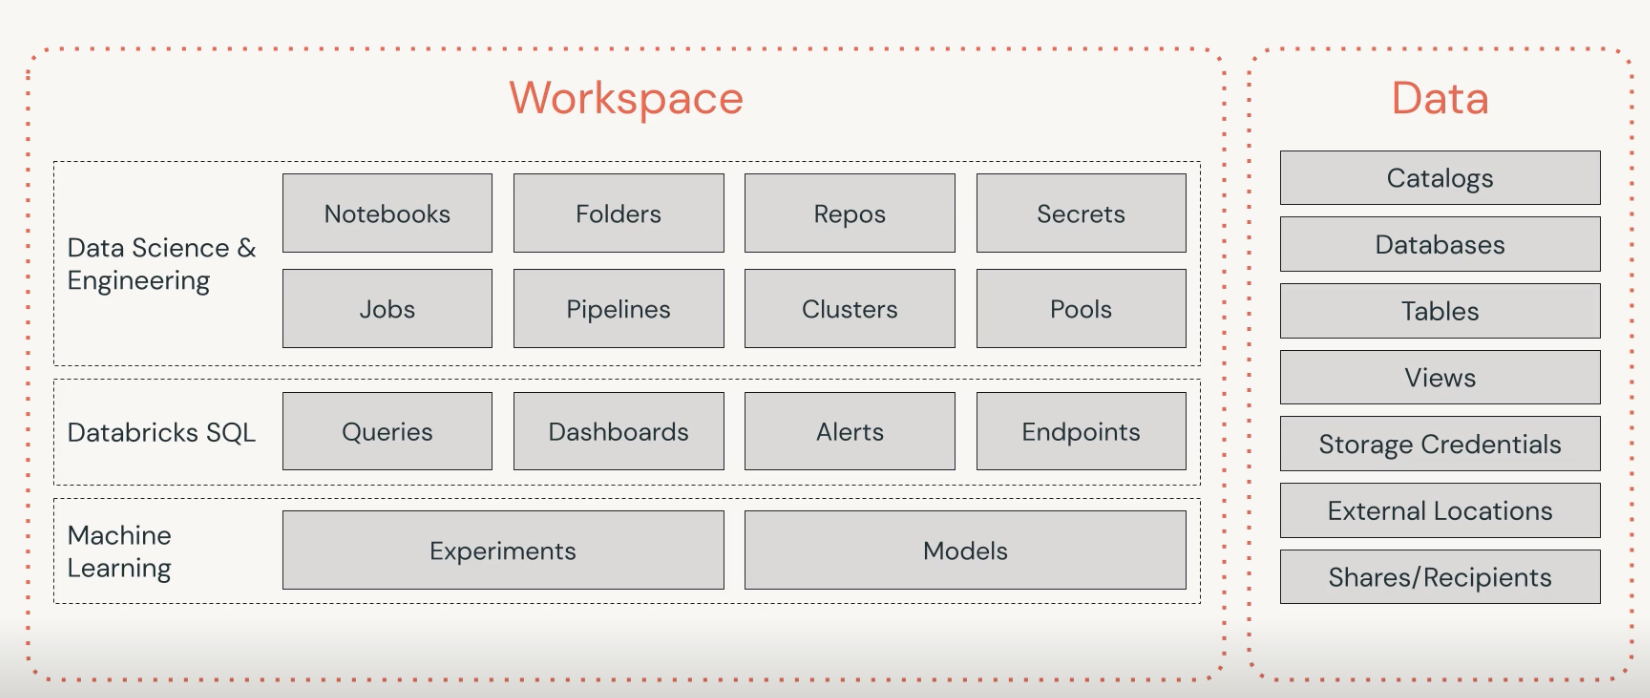 Workspace
Data Science &
Engineering
Notebooks
Folders
Repos
Secrets
Jobs
Pipelines
Clusters
Pools
Databricks SQL
Queries
Dashboards
Alerts
Endpoints
Machine
Learning
Experiments
Models
Data
Catalogs
Databases
Tables
Views
Storage Credentials
External Locations
Shares/Recipients